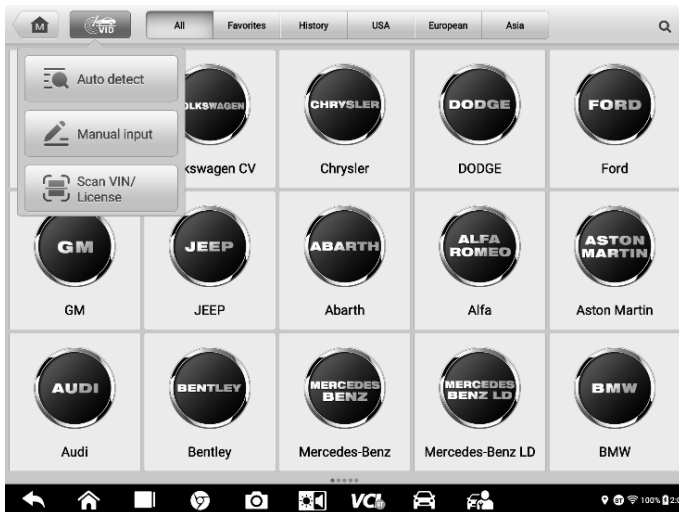 M
VID
All
Favorites
History
USA
European
Asia
Auto detect
Manual input
Scan VIN/
License
LKSWAGEN
CHRYSLER
DODGE
FORD
kswagen CV
Chrysler
DODGE
Ford
GM
JEEP
ABARTH
ALFA
ROMEO
ASTON
MARTIN
GM
JEEP
Abarth
Alfa
Aston Martin
AUDI
BENTLEY
MERCEDES
BENZ
MERCEDES
BENZ LD
BMW
Audi
Bentley
Mercedes-Benz
Mercedes-Benz LD
BMW
VCI
BT
100%